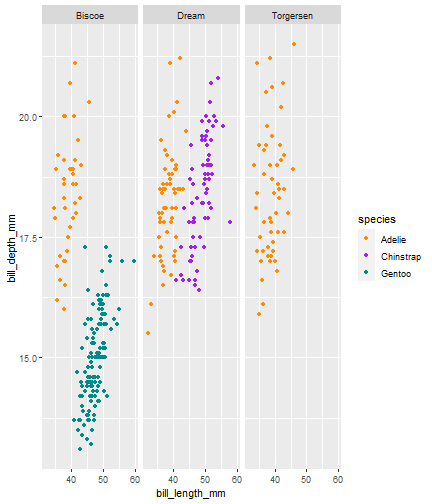 Biscoe Dream Torgersen
20.0
17.5
15.0
bill_depth_mm
40 50 60 40 50 60 40 50 60
bill_length_mm
species
Adelie
Chinstrap
Gentoo